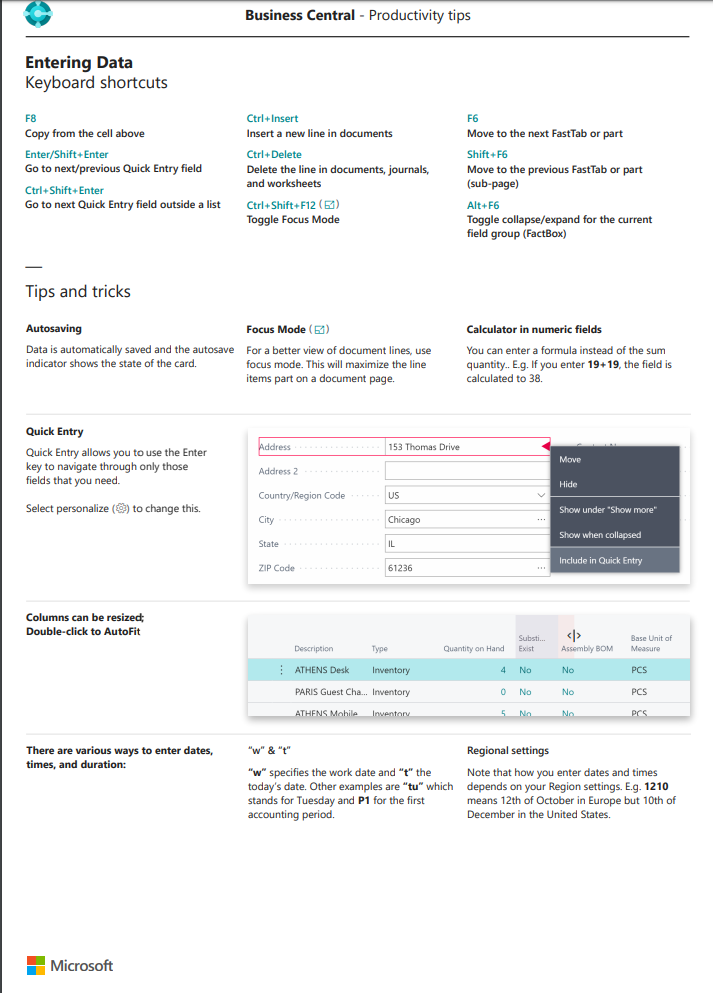 Business Central - Productivity tips
Entering Data
Keyboard shortcuts
F8
Copy from the cell above
Enter/Shift+Enter
Go to next/previous Quick Entry field
Ctrl+Shift+Enter
Go to next Quick Entry field outside a list
Ctrl+Insert
Insert a new line in documents
Ctrl+Delete
Delete the line in documents, journals,
and worksheets
Ctrl+Shift+F12 ( )
Toggle Focus Mode
F6
Move to the next FastTab or part
Shift+F6
Move to the previous FastTab or part
(sub-page)
Alt+F6
Toggle collapse/expand for the current
field group (FactBox)
Tips and tricks
Autosaving
Data is automatically saved and the autosave
indicator shows the state of the card.
Focus Mode ( )
For a better view of document lines, use
focus mode. This will maximize the line
items part on a document page.
Calculator in numeric fields
You can enter a formula instead of the sum
quantity.. E.g. If you enter 19+19, the field is
calculated to 38.
Quick Entry
Quick Entry allows you to use the Enter
key to navigate through only those
fields that you need.
Select personalize ( ) to change this.
Address 153 Thomas Drive
Address 2
Country/Region Code US
City Chicago
State IL
ZIP Code 61236
Move
Hide
Show under "Show more"
Show when collapsed
Include in Quick Entry
Columns can be resized;
Double-click to AutoFit
Description Type Quantity on Hand Substi... Exist Assembly BOM Base Unit of Measure
ATHENS Desk Inventory 4 No No PCS
PARIS Guest Cha... Inventory 0 No No PCS
ATHENS Mobile Inventory 5 No No PCS
There are various ways to enter dates,
times, and duration:
"w" & "t"
"w" specifies the work date and "t" the
today's date. Other examples are "tu" which
stands for Tuesday and P1 for the first
accounting period.
Regional settings
Note that how you enter dates and times
depends on your Region settings. E.g. 1210
means 12th of October in Europe but 10th of
December in the United States.
Microsoft